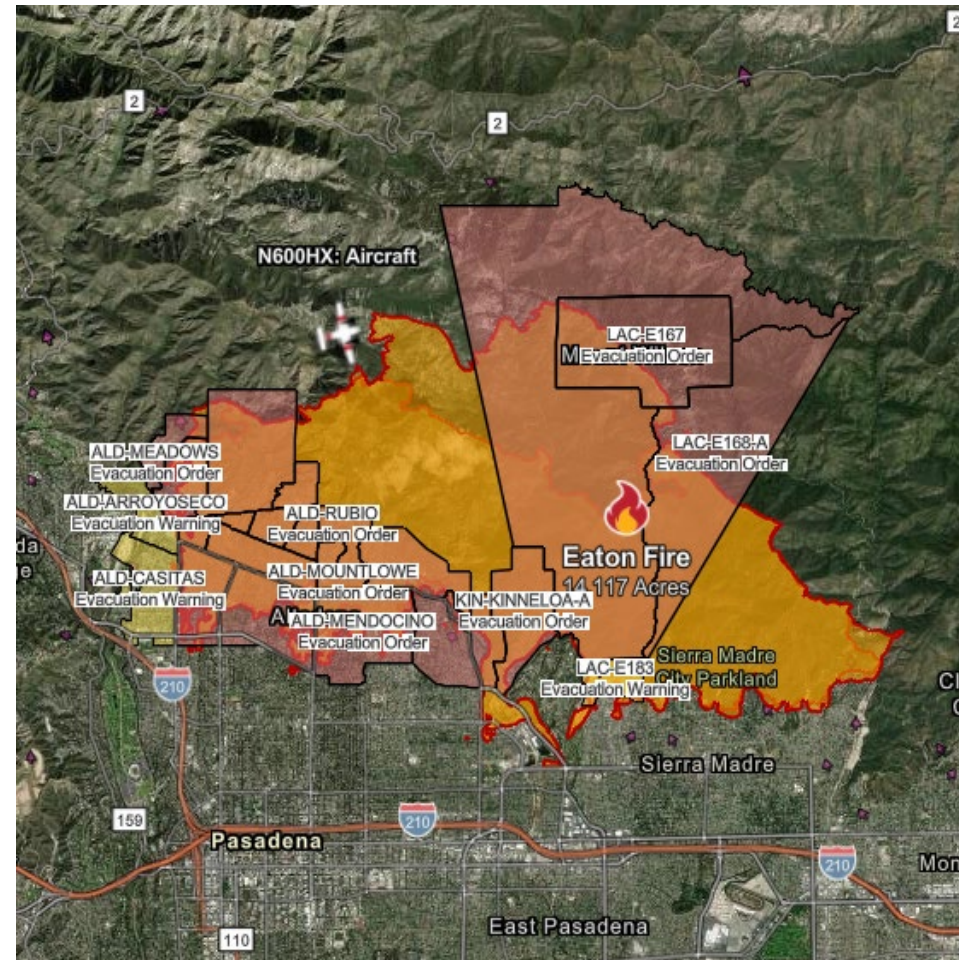 2
2
2
N600HX: Aircraft
LAC-E167
Evacuation Order
LAC-E168-A
Evacuation Order
ALD-MEADOWS
Evacuation Order
ALD-ARROYOSECO
Evacuation Warning
ALD-RUBIO
Evacuation Order
Eaton Fire
14,117 Acres
ALD-CASITAS
Evacuation Warning
ALD-MOUNTLOWE
Evacuation Order
KIN-KINNELOA-A
Evacuation Order
ALD-MENDOCINO
Evacuation Order
LAC-E183
Evacuation Warning
Sierra Madre
City Parkland
210
Sierra Madre
159
210
Pasadena
210
East Pasadena
110